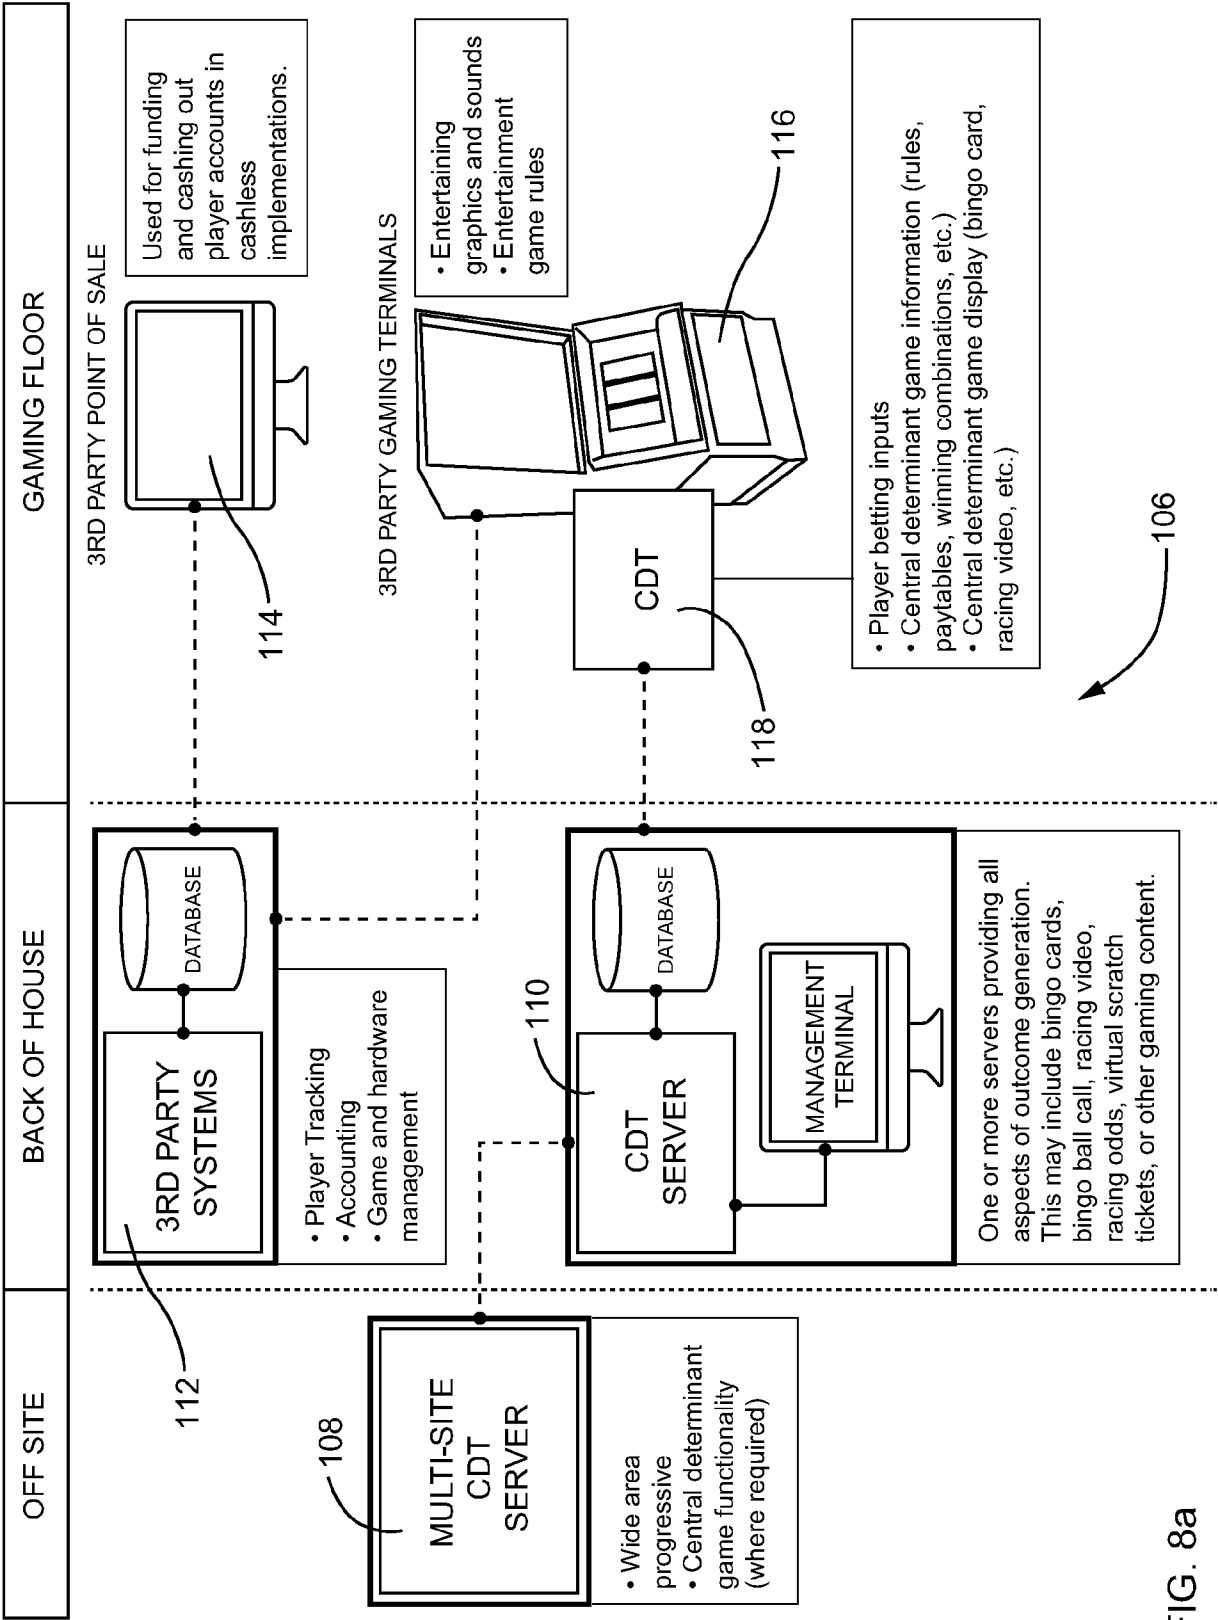 OFF SITE
BACK OF HOUSE
GAMING FLOOR
3RD PARTY POINT OF SALE
Used for funding
and cashing out
player accounts in
cashless
implementations.
114
112
3RD PARTY
SYSTEMS
DATABASE
• Player Tracking
• Accounting
• Game and hardware
management
3RD PARTY GAMING TERMINALS
• Entertaining
graphics and sounds
• Entertainment
game rules
116
108
MULTI-SITE
CDT
SERVER
• Wide area
progressive
• Central determinant
game functionality
(where required)
110
CDT
SERVER
DATABASE
MANAGEMENT
TERMINAL
One or more servers providing all
aspects of outcome generation.
This may include bingo cards,
bingo ball call, racing video,
racing odds, virtual scratch
tickets, or other gaming content.
CDT
118
• Player betting inputs
• Central determinant game information (rules,
paytables, winning combinations, etc.)
• Central determinant game display (bingo card,
racing video, etc.)
106
FIG. 8a